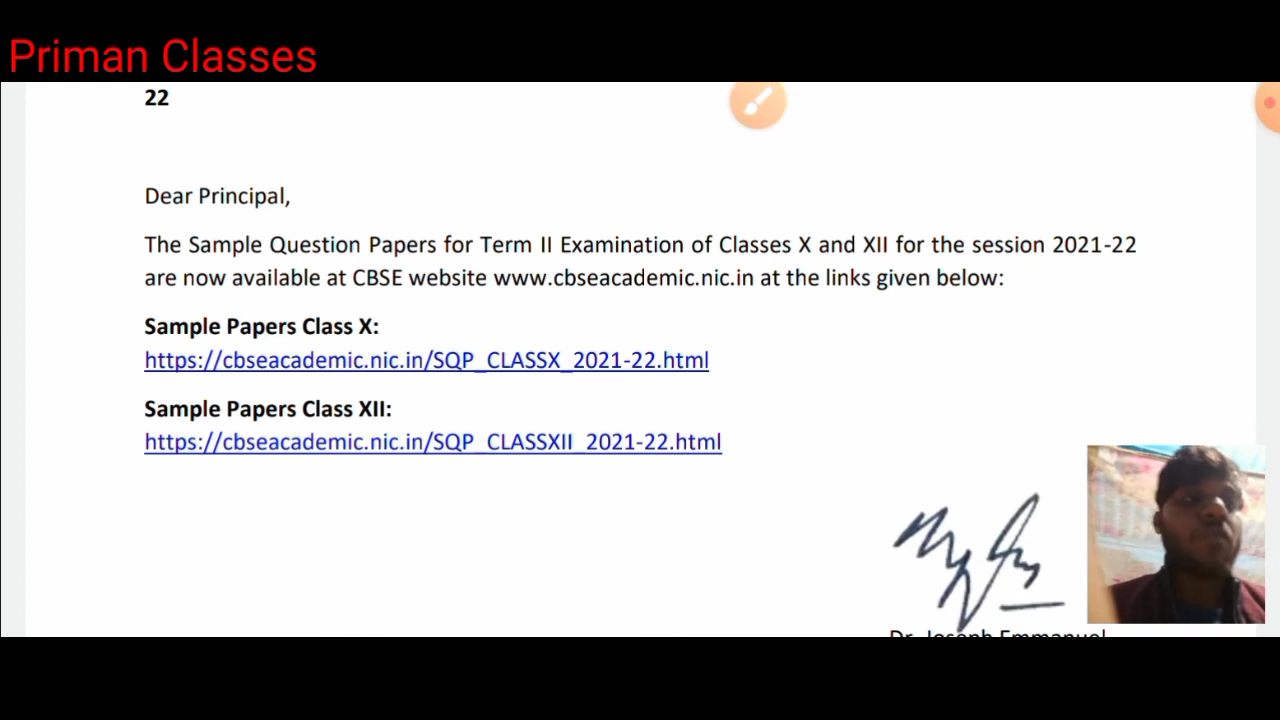 Priman Classes
22
Dear Principal,
The Sample Question Papers for Term II Examination of Classes X and XII for the session 2021-22
are now available at CBSE website www.cbseacademic.nic.in at the links given below:
Sample Papers Class X:
https://cbseacademic.nic.in/SQP_CLASSX_2021-22.html
Sample Papers Class XII:
https://cbseacademic.nic.in/SQP_CLASSXII_2021-22.html
Dr. Joseph Emmanuel